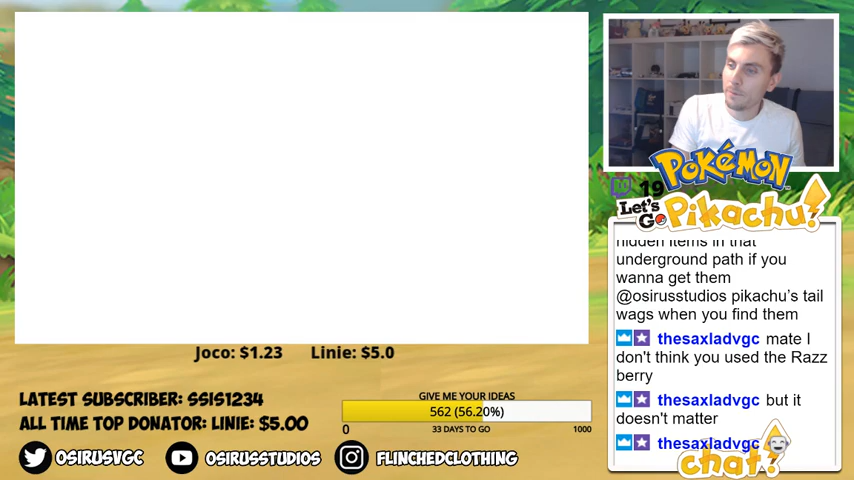 POKÉMON
19
Let's Go Pikachu!
hidden items in that
underground path if you
wanna get them
@osirusstudios pikachu's tail
wags when you find them
thesaxladvgc mate I
don't think you used the Razz
berry
thesaxladvgc but it
doesn't matter
thesaxladvgc
chat!
Joco: $1.23 Linie: $5.0
LATEST SUBSCRIBER: SSIS1234
ALL TIME TOP DONATOR: LINIE: $5.00
GIVE ME YOUR IDEAS
562 (56.20%)
0 33 DAYS TO GO 1000
OSIRUSVGC OSIRUSSTUDIOS FLINCHEDCLOTHING